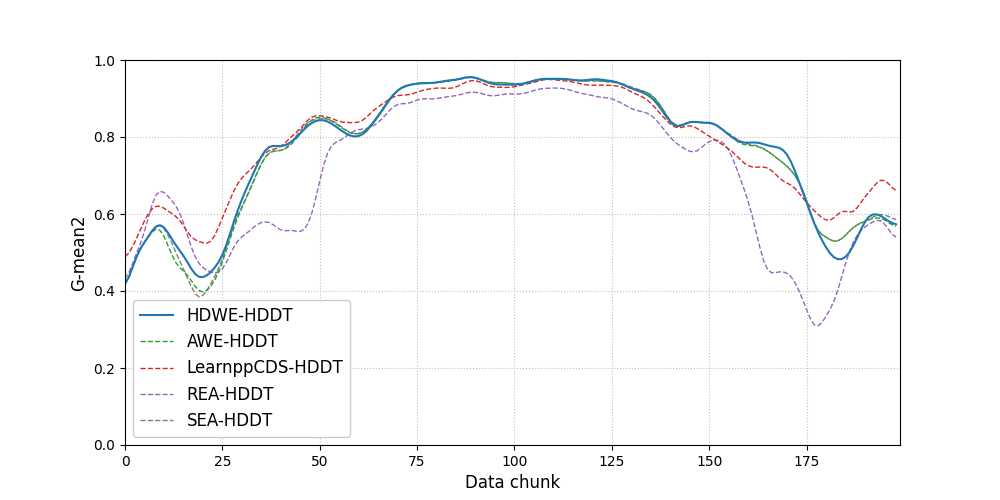 1.0
0.8
0.6
0.4
0.2
0.0
G-mean2
HDWE-HDDT
AWE-HDDT
LearnppCDS-HDDT
REA-HDDT
SEA-HDDT
0 25 50 75 100 125 150 175
Data chunk